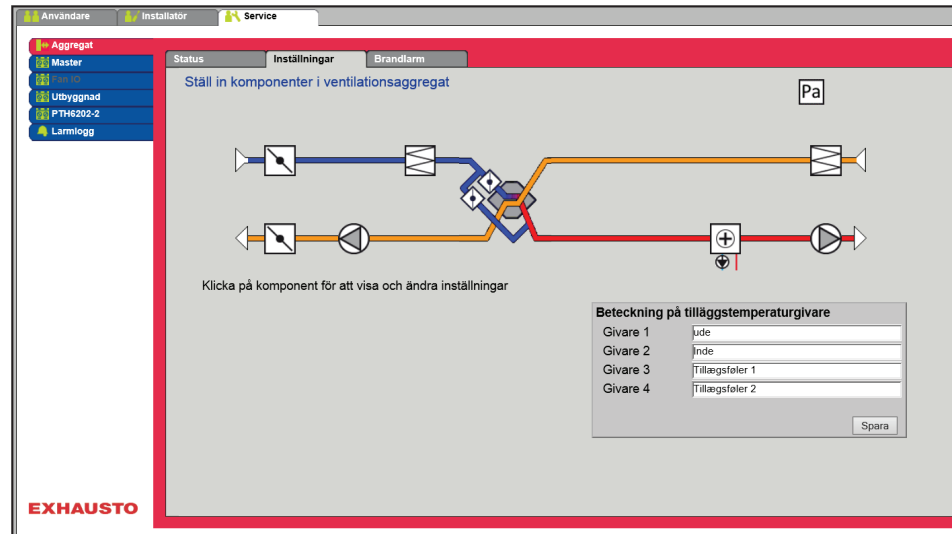 Användare
Installatör
Service
Aggregat
Master
Fan IO
Utbyggnad
PTH6202-2
Larmlogg
Status
Inställningar
Brandlarm
Ställ in komponenter i ventilationsaggregat
Pa
Klicka på komponent för att visa och ändra inställningar
Beteckning på tilläggstemperaturgivare
Givare 1 ude
Givare 2 Inde
Givare 3 Tillægsføler 1
Givare 4 Tillægsføler 2
Spara
EXHAUSTO